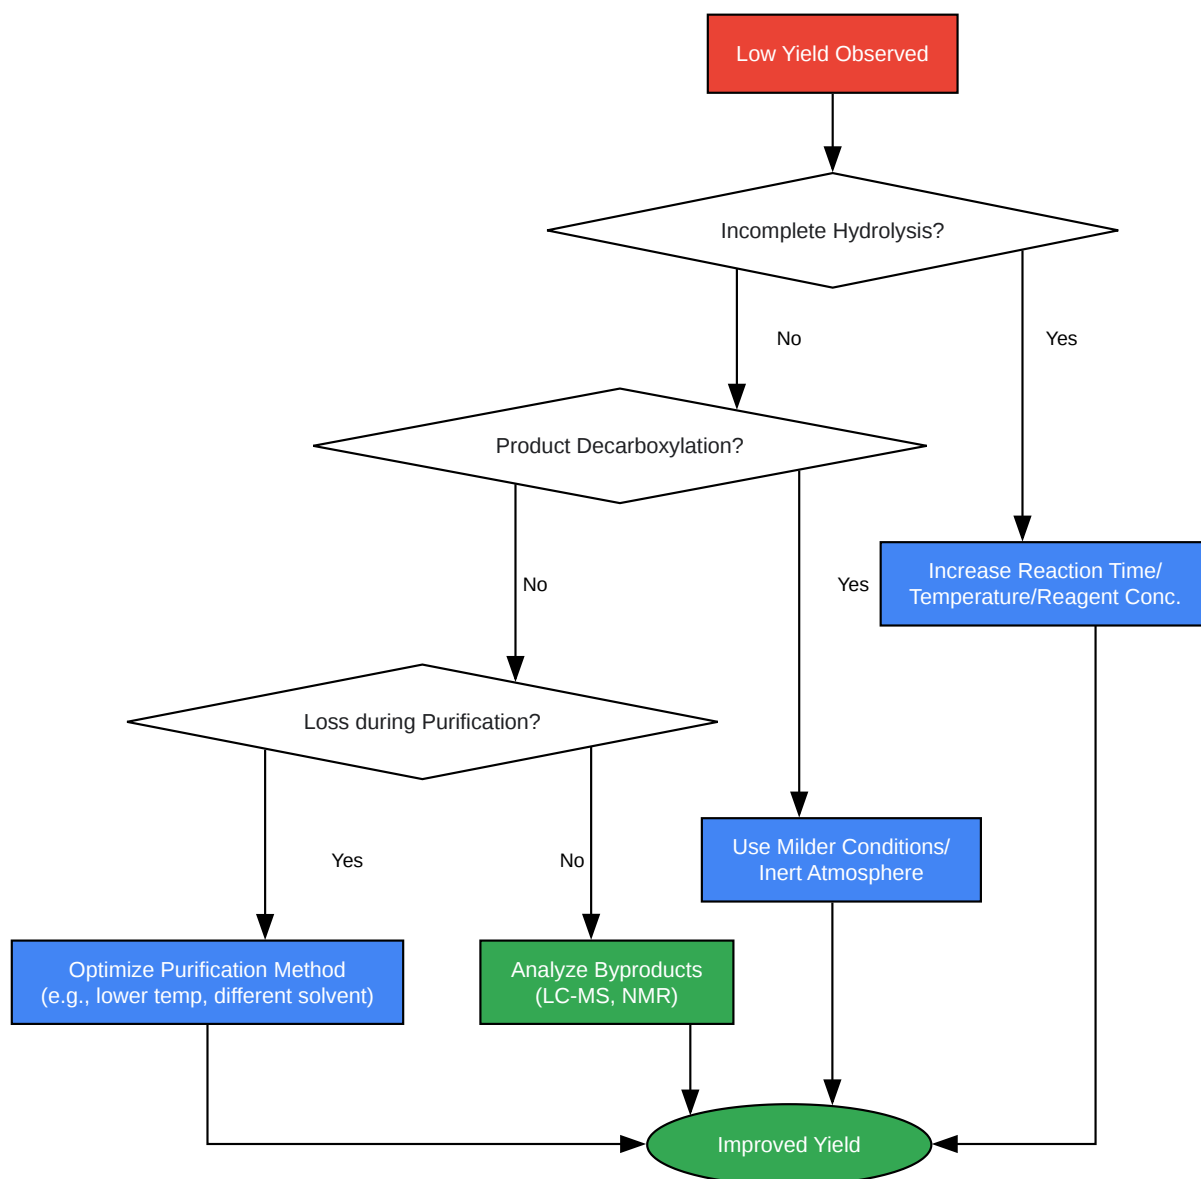 Low Yield Observed
Incomplete Hydrolysis?
No
Yes
Product Decarboxylation?
Increase Reaction Time/
Temperature/Reagent Conc.
No
Yes
Loss during Purification?
Use Milder Conditions/
Inert Atmosphere
Yes
No
Optimize Purification Method
(e.g., lower temp, different solvent)
Analyze Byproducts
(LC-MS, NMR)
Improved Yield